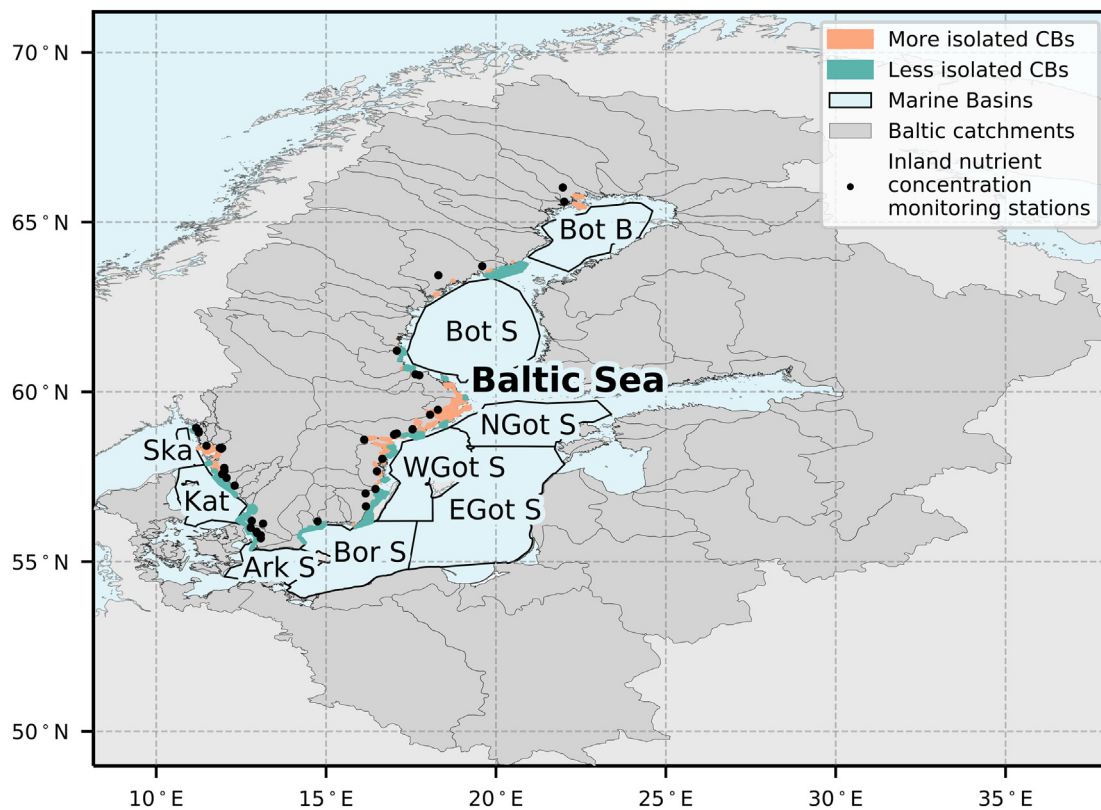 70°N
65°N
60°N
55°N
50°N
10°E
15°E
20°E
25°E
30°E
35°E
More isolated CBs
Less isolated CBs
Marine Basins
Baltic catchments
Inland nutrient
concentration
monitoring stations
Bot B
Bot S
Baltic Sea
NGot S
Ska
WGot S
Kat
EGot S
Bor S
Ark S